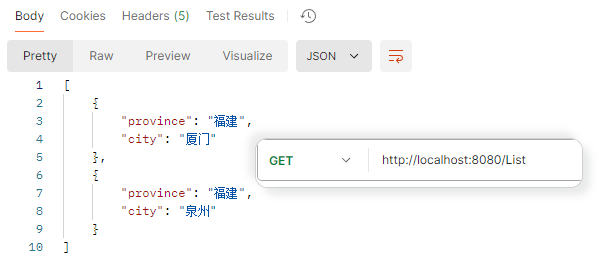 Body Cookies Headers (5) Test Results
Pretty Raw Preview Visualize JSON
1 [
2 {
3 "province": "福建",
4 "city": "厦门"
5 },
6 {
7 "province": "福建",
8 "city": "泉州"
9 }
10 ]
GET http://localhost:8080/List